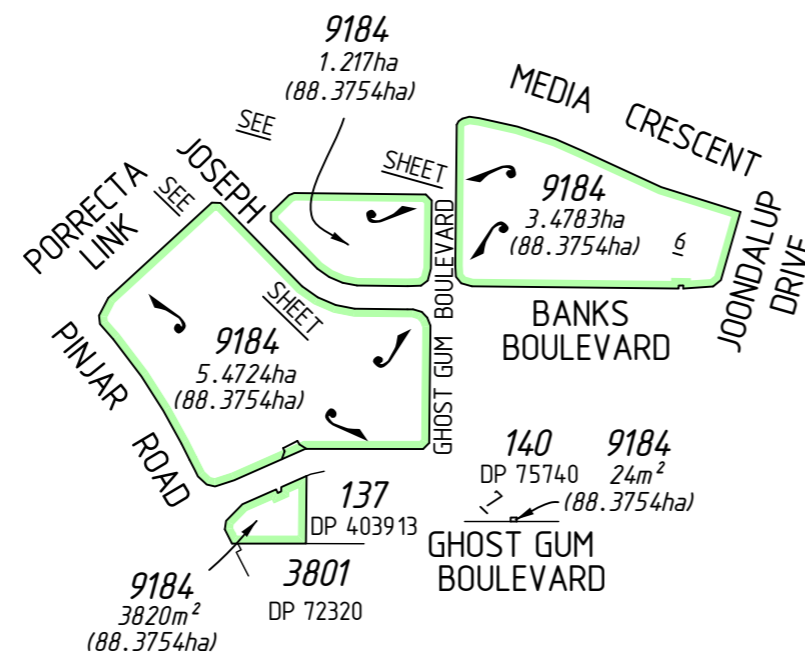 9184
1.217ha
(88.3754ha)
MEDIA CRESCENT
SEE
SHEET
JOSEPH
SEE
PORRECTA
LINK
9184
3.4783ha
(88.3754ha)
6
JOONDALUP
DRIVE
SHEET
BANKS
BOULEVARD
GHOST GUM BOULEVARD
PINJAR ROAD
9184
5.4724ha
(88.3754ha)
140
DP 75740
9184
24m²
(88.3754ha)
7
GHOST GUM
BOULEVARD
137
DP 403913
3801
DP 72320
9184
3820m²
(88.3754ha)